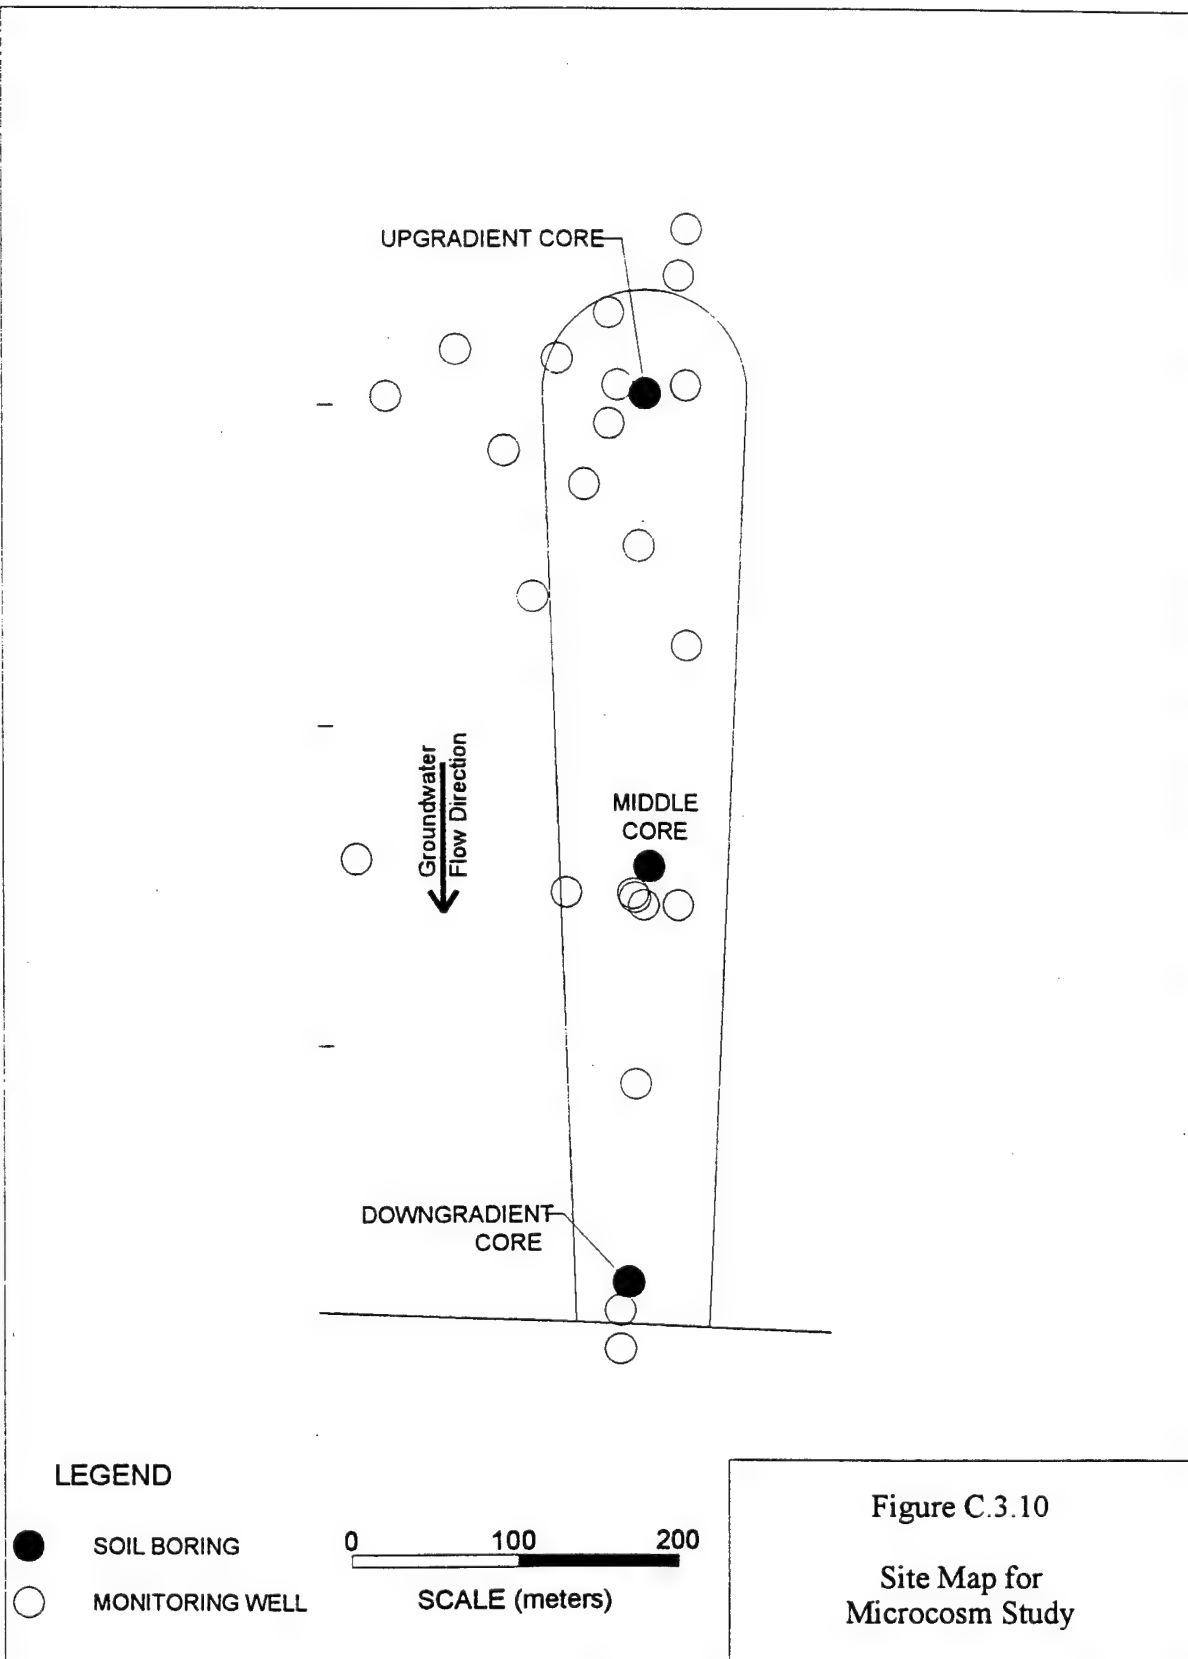 UPGRADIENT CORE
Groundwater
Flow Direction
MIDDLE
CORE
DOWNGRADIENT
CORE
LEGEND
SOIL BORING
MONITORING WELL
0 100 200
SCALE (meters)
Figure C.3.10
Site Map for
Microcosm Study